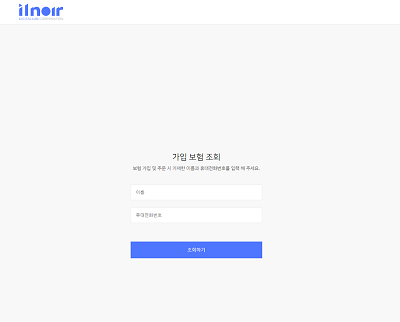 ilnoir
가입 보험 조회
보험 가입 및 주문 시 기재한 이름과 휴대전화번호를 입력 해 주세요.
이름
휴대전화번호
조회하기